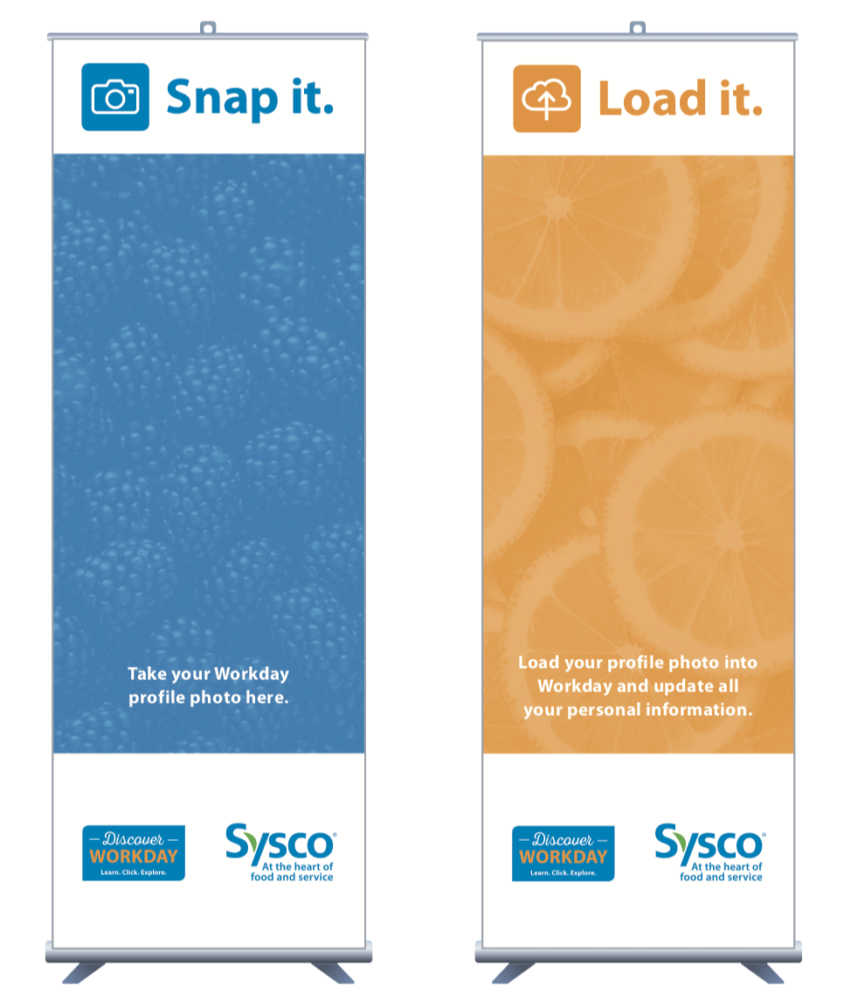 Snap it.
Take your Workday
profile photo here.
Discover
WORKDAY
Learn. Click. Explore.
Sysco®
At the heart of
food and service
Load it.
Load your profile photo into
Workday and update all
your personal information.
Discover
WORKDAY
Learn. Click. Explore.
Sysco®
At the heart of
food and service